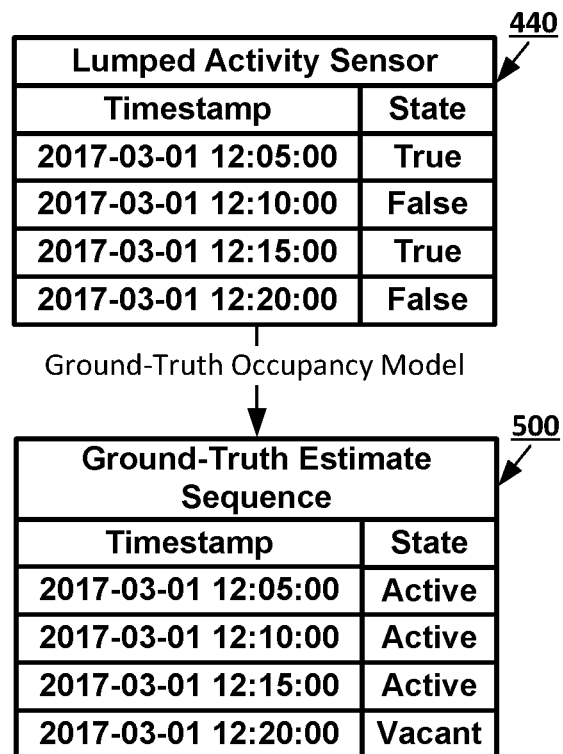 440
Lumped Activity Sensor
Timestamp State
2017-03-01 12:05:00 True
2017-03-01 12:10:00 False
2017-03-01 12:15:00 True
2017-03-01 12:20:00 False
Ground-Truth Occupancy Model
500
Ground-Truth Estimate
Sequence
Timestamp State
2017-03-01 12:05:00 Active
2017-03-01 12:10:00 Active
2017-03-01 12:15:00 Active
2017-03-01 12:20:00 Vacant